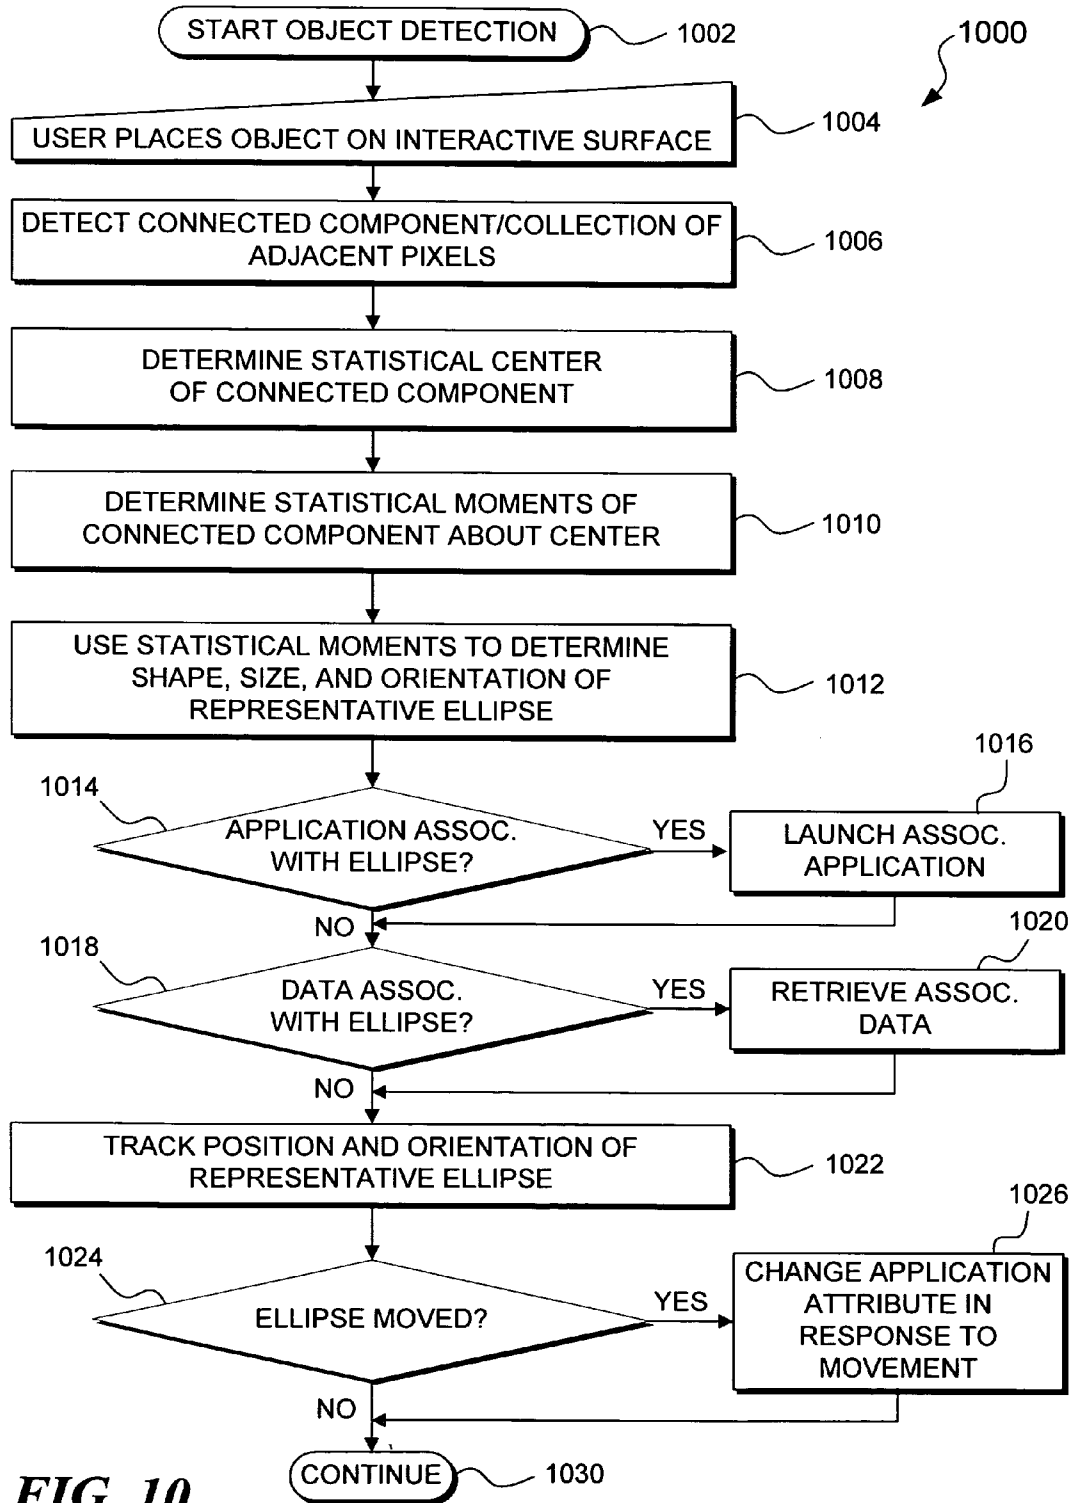 START OBJECT DETECTION
1002
1000
USER PLACES OBJECT ON INTERACTIVE SURFACE
1004
DETECT CONNECTED COMPONENT/COLLECTION OF
ADJACENT PIXELS
1006
DETERMINE STATISTICAL CENTER
OF CONNECTED COMPONENT
1008
DETERMINE STATISTICAL MOMENTS OF
CONNECTED COMPONENT ABOUT CENTER
1010
USE STATISTICAL MOMENTS TO DETERMINE
SHAPE, SIZE, AND ORIENTATION OF
REPRESENTATIVE ELLIPSE
1012
1014
APPLICATION ASSOC.
WITH ELLIPSE?
YES
1016
LAUNCH ASSOC.
APPLICATION
NO
1018
DATA ASSOC.
WITH ELLIPSE?
YES
1020
RETRIEVE ASSOC.
DATA
NO
TRACK POSITION AND ORIENTATION OF
REPRESENTATIVE ELLIPSE
1022
1024
ELLIPSE MOVED?
YES
1026
CHANGE APPLICATION
ATTRIBUTE IN
RESPONSE TO
MOVEMENT
NO
CONTINUE
1030
FIG. 10